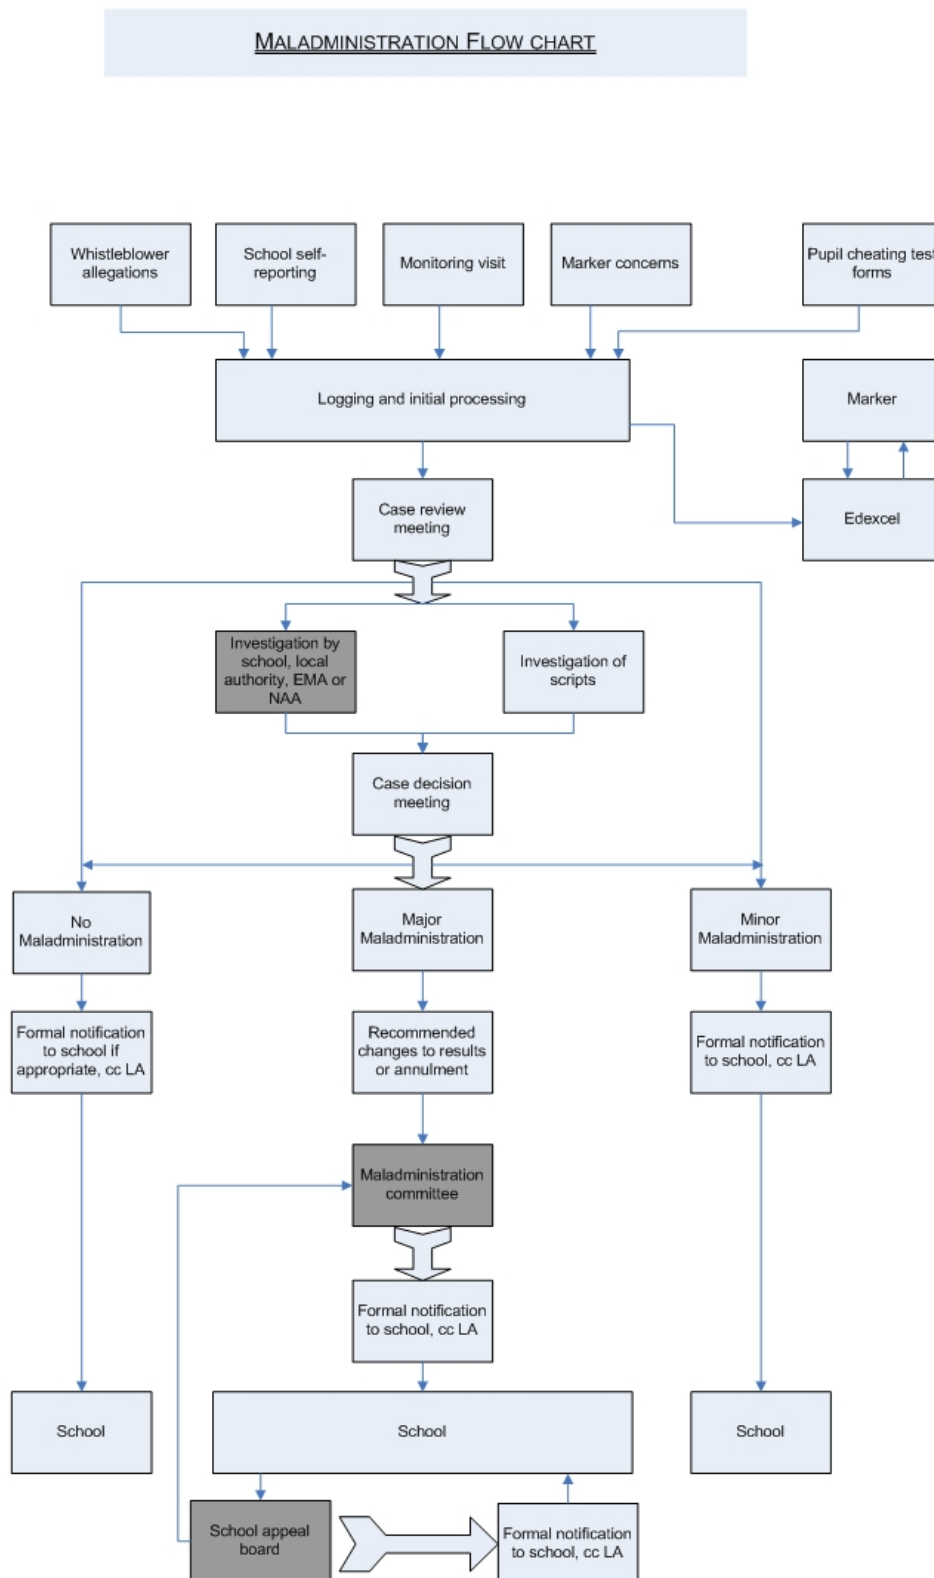 MALADMINISTRATION FLOW CHART
Whistleblower
allegations
School self-
reporting
Monitoring visit
Marker concerns
Pupil cheating test
forms
Logging and initial processing
Marker
Case review
meeting
Edexcel
Investigation by
school, local
authority, EMA or
NAA
Investigation of
scripts
Case decision
meeting
No
Maladministration
Major
Maladministration
Minor
Maladministration
Formal notification
to school if
appropriate, cc LA
Recommended
changes to results
or annulment
Formal notification
to school, cc LA
Maladministration
committee
Formal notification
to school, cc LA
School
School
School
School appeal
board
Formal notification
to school, cc LA